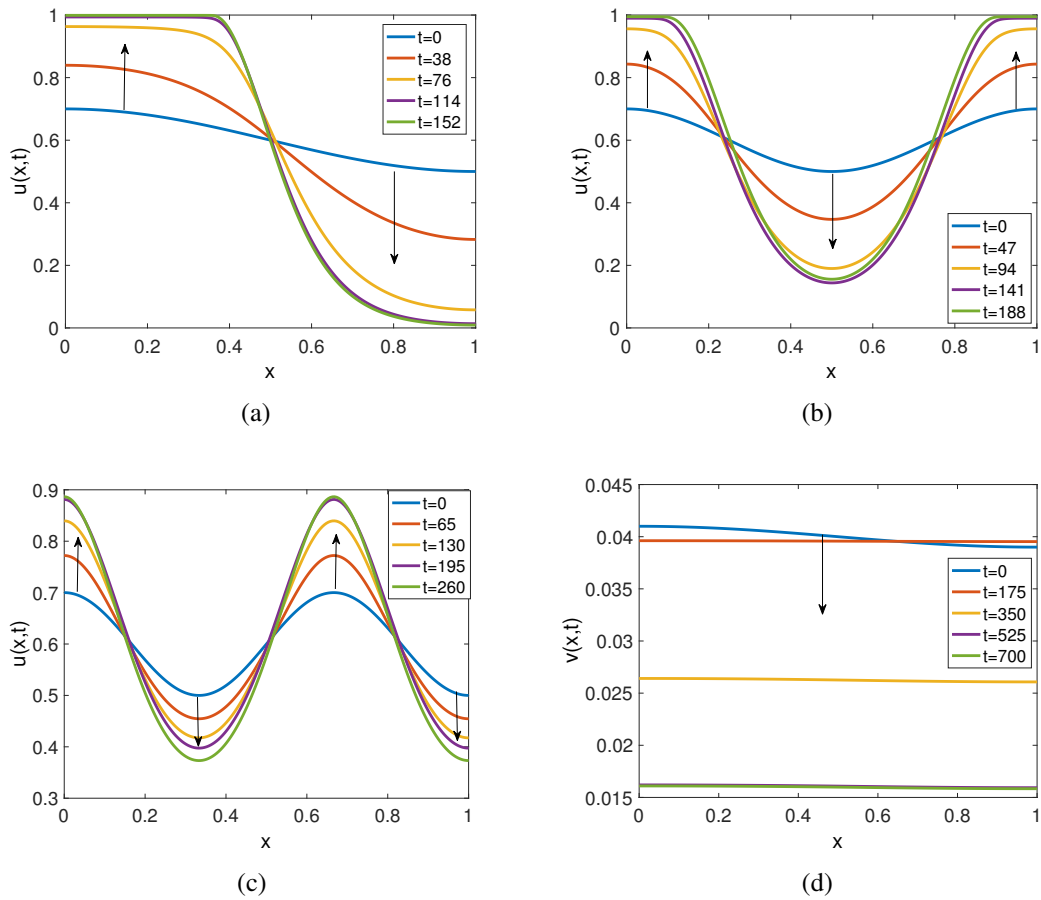 1
0.8
0.6
0.4
0.2
0
u(x,t)
t=0
t=38
t=76
t=114
t=152
0 0.2 0.4 0.6 0.8 1
x
(a)
1
0.8
0.6
0.4
0.2
0
u(x,t)
t=0
t=47
t=94
t=141
t=188
0 0.2 0.4 0.6 0.8 1
x
(b)
0.9
0.8
0.7
0.6
0.5
0.4
0.3
u(x,t)
t=0
t=65
t=130
t=195
t=260
0 0.2 0.4 0.6 0.8 1
x
(c)
0.045
0.04
0.035
0.03
0.025
0.02
0.015
v(x,t)
t=0
t=175
t=350
t=525
t=700
0 0.2 0.4 0.6 0.8 1
x
(d)